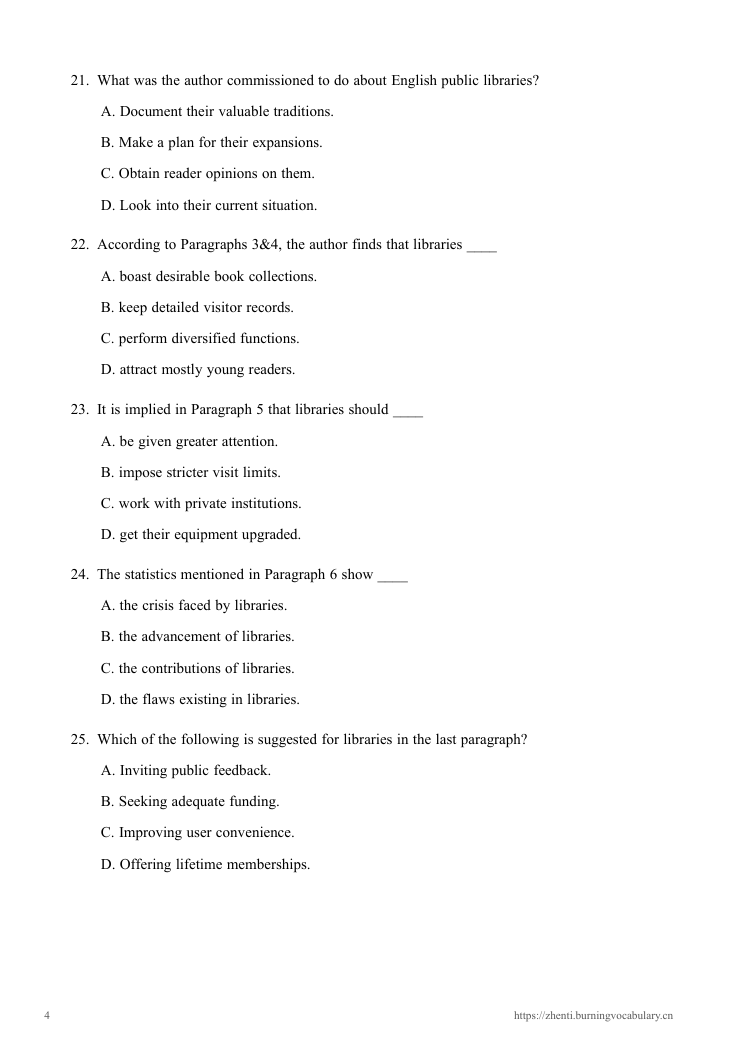 21. What was the author commissioned to do about English public libraries?
A. Document their valuable traditions.
B. Make a plan for their expansions.
C. Obtain reader opinions on them.
D. Look into their current situation.
22. According to Paragraphs 3&4, the author finds that libraries ____
A. boast desirable book collections.
B. keep detailed visitor records.
C. perform diversified functions.
D. attract mostly young readers.
23. It is implied in Paragraph 5 that libraries should ____
A. be given greater attention.
B. impose stricter visit limits.
C. work with private institutions.
D. get their equipment upgraded.
24. The statistics mentioned in Paragraph 6 show ____
A. the crisis faced by libraries.
B. the advancement of libraries.
C. the contributions of libraries.
D. the flaws existing in libraries.
25. Which of the following is suggested for libraries in the last paragraph?
A. Inviting public feedback.
B. Seeking adequate funding.
C. Improving user convenience.
D. Offering lifetime memberships.
4 https://zhenti.burningvocabulary.cn